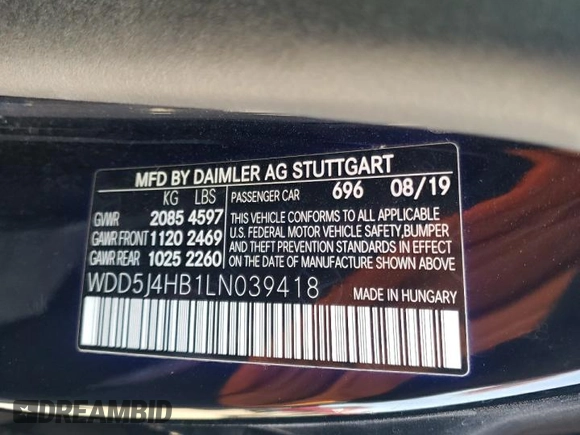 MFD BY DAIMLER AG STUTTGART
KG LBS PASSENGER CAR 696 08/19
GVWR 2085 4597 THIS VEHICLE CONFORMS TO ALL APPLICABLE
GAWR FRONT 1120 2469 U.S. FEDERAL MOTOR VEHICLE SAFETY, BUMPER
AND THEFT PREVENTION STANDARDS IN EFFECT
GAWR REAR 1025 2260 ON THE DATE OF MANUFACTURE SHOWN ABOVE.
WDD5J4HB1LN039418 MADE IN HUNGARY
DREAMBID